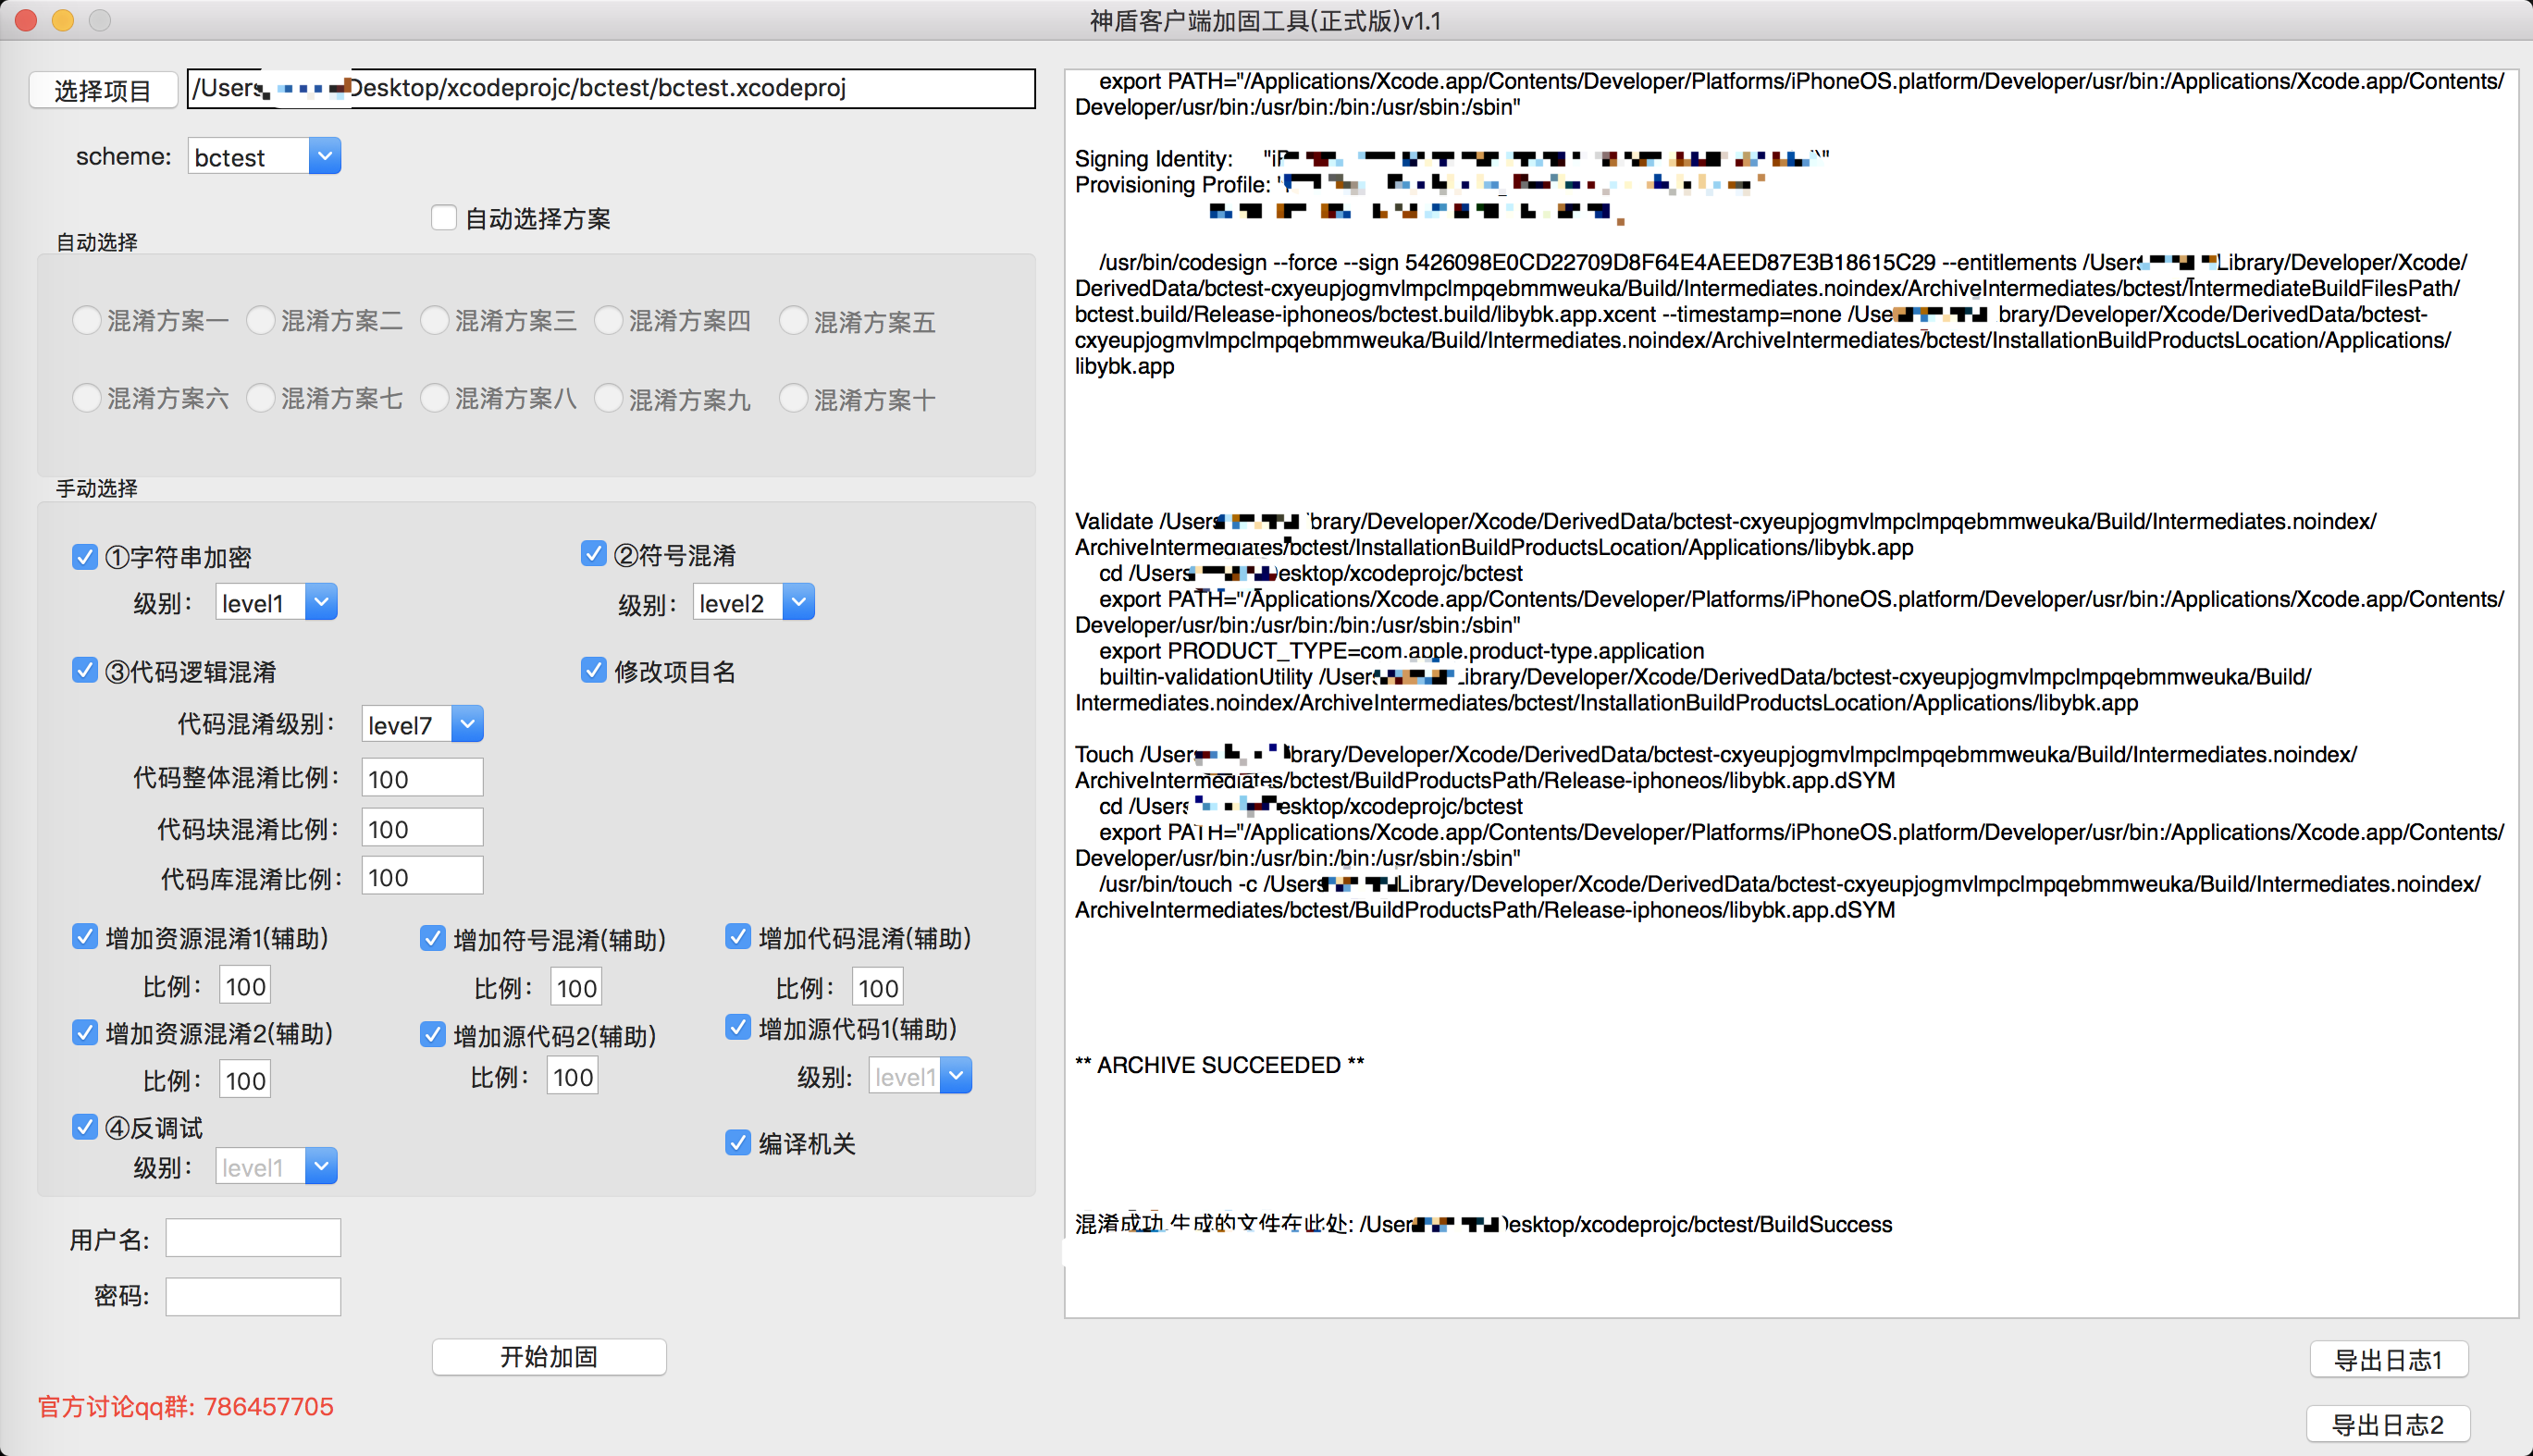 神盾客户端加固工具(正式版)v1.1
选择项目
/Users Desktop/xcodeprojc/bctest/bctest.xcodeproj
scheme: bctest
自动选择方案
自动选择
混淆方案一 混淆方案二 混淆方案三 混淆方案四 混淆方案五
混淆方案六 混淆方案七 混淆方案八 混淆方案九 混淆方案十
手动选择
①字符串加密 ②符号混淆
级别: level1 级别: level2
③代码逻辑混淆 修改项目名
代码混淆级别: level7
代码整体混淆比例: 100
代码块混淆比例: 100
代码库混淆比例: 100
增加资源混淆1(辅助) 增加符号混淆(辅助) 增加代码混淆(辅助)
比例: 100 比例: 100 比例: 100
增加资源混淆2(辅助) 增加源代码2(辅助) 增加源代码1(辅助)
比例: 100 比例: 100 级别: level1
④反调试 编译机关
级别: level1
用户名:
密码:
开始加固
官方讨论qq群: 786457705
export PATH="/Applications/Xcode.app/Contents/Developer/Platforms/iPhoneOS.platform/Developer/usr/bin:/Applications/Xcode.app/Contents/
Developer/usr/bin:/usr/bin:/bin:/usr/sbin:/sbin"
Signing Identity:
Provisioning Profile:
/usr/bin/codesign --force --sign 5426098E0CD22709D8F64E4AEED87E3B18615C29 --entitlements /Users Library/Developer/Xcode/
DerivedData/bctest-cxyeupjogmvlmpclmpqebmmweuka/Build/Intermediates.noindex/ArchiveIntermediates/bctest/IntermediateBuildFilesPath/
bctest.build/Release-iphoneos/bctest.build/libybk.app.xcent --timestamp=none /Use brary/Developer/Xcode/DerivedData/bctest-
cxyeupjogmvlmpclmpqebmmweuka/Build/Intermediates.noindex/ArchiveIntermediates/bctest/InstallationBuildProductsLocation/Applications/
libybk.app
Validate /Users brary/Developer/Xcode/DerivedData/bctest-cxyeupjogmvlmpclmpqebmmweuka/Build/Intermediates.noindex/
ArchiveIntermediates/bctest/InstallationBuildProductsLocation/Applications/libybk.app
cd /Users esktop/xcodeprojc/bctest
export PATH="/Applications/Xcode.app/Contents/Developer/Platforms/iPhoneOS.platform/Developer/usr/bin:/Applications/Xcode.app/Contents/
Developer/usr/bin:/usr/bin:/bin:/usr/sbin:/sbin"
export PRODUCT_TYPE=com.apple.product-type.application
builtin-validationUtility /Users Library/Developer/Xcode/DerivedData/bctest-cxyeupjogmvlmpclmpqebmmweuka/Build/
Intermediates.noindex/ArchiveIntermediates/bctest/InstallationBuildProductsLocation/Applications/libybk.app
Touch /Users ibrary/Developer/Xcode/DerivedData/bctest-cxyeupjogmvlmpclmpqebmmweuka/Build/Intermediates.noindex/
ArchiveIntermediates/bctest/BuildProductsPath/Release-iphoneos/libybk.app.dSYM
cd /Users esktop/xcodeprojc/bctest
export PATH="/Applications/Xcode.app/Contents/Developer/Platforms/iPhoneOS.platform/Developer/usr/bin:/Applications/Xcode.app/Contents/
Developer/usr/bin:/usr/bin:/bin:/usr/sbin:/sbin"
/usr/bin/touch -c /Users Library/Developer/Xcode/DerivedData/bctest-cxyeupjogmvlmpclmpqebmmweuka/Build/Intermediates.noindex/
ArchiveIntermediates/bctest/BuildProductsPath/Release-iphoneos/libybk.app.dSYM
** ARCHIVE SUCCEEDED **
混淆成功,生成的文件在此处: /User esktop/xcodeprojc/bctest/BuildSuccess
导出日志1
导出日志2